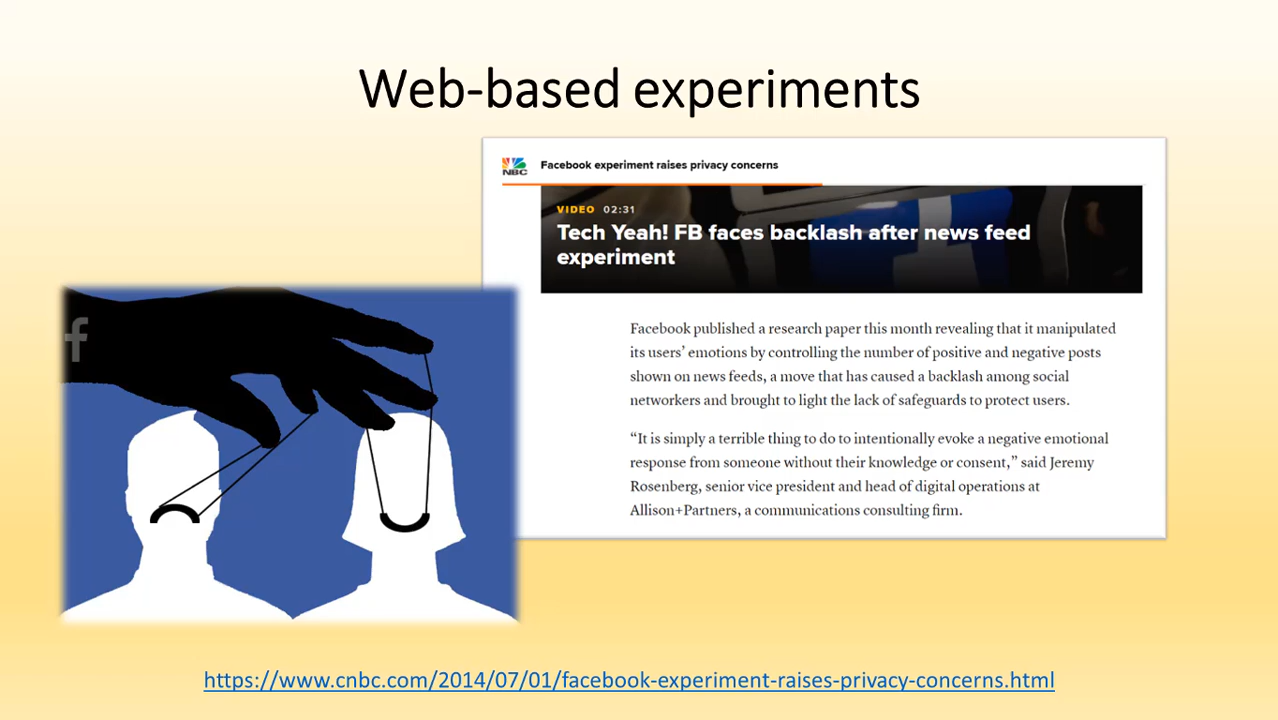 Web-based experiments
NBC
Facebook experiment raises privacy concerns
VIDEO 02:31
Tech Yeah! FB faces backlash after news feed
experiment
f
Facebook published a research paper this month revealing that it manipulated
its users’ emotions by controlling the number of positive and negative posts
shown on news feeds, a move that has caused a backlash among social
networkers and brought to light the lack of safeguards to protect users.
“It is simply a terrible thing to do to intentionally evoke a negative emotional
response from someone without their knowledge or consent,” said Jeremy
Rosenberg, senior vice president and head of digital operations at
Allison+Partners, a communications consulting firm.
https://www.cnbc.com/2014/07/01/facebook-experiment-raises-privacy-concerns.html